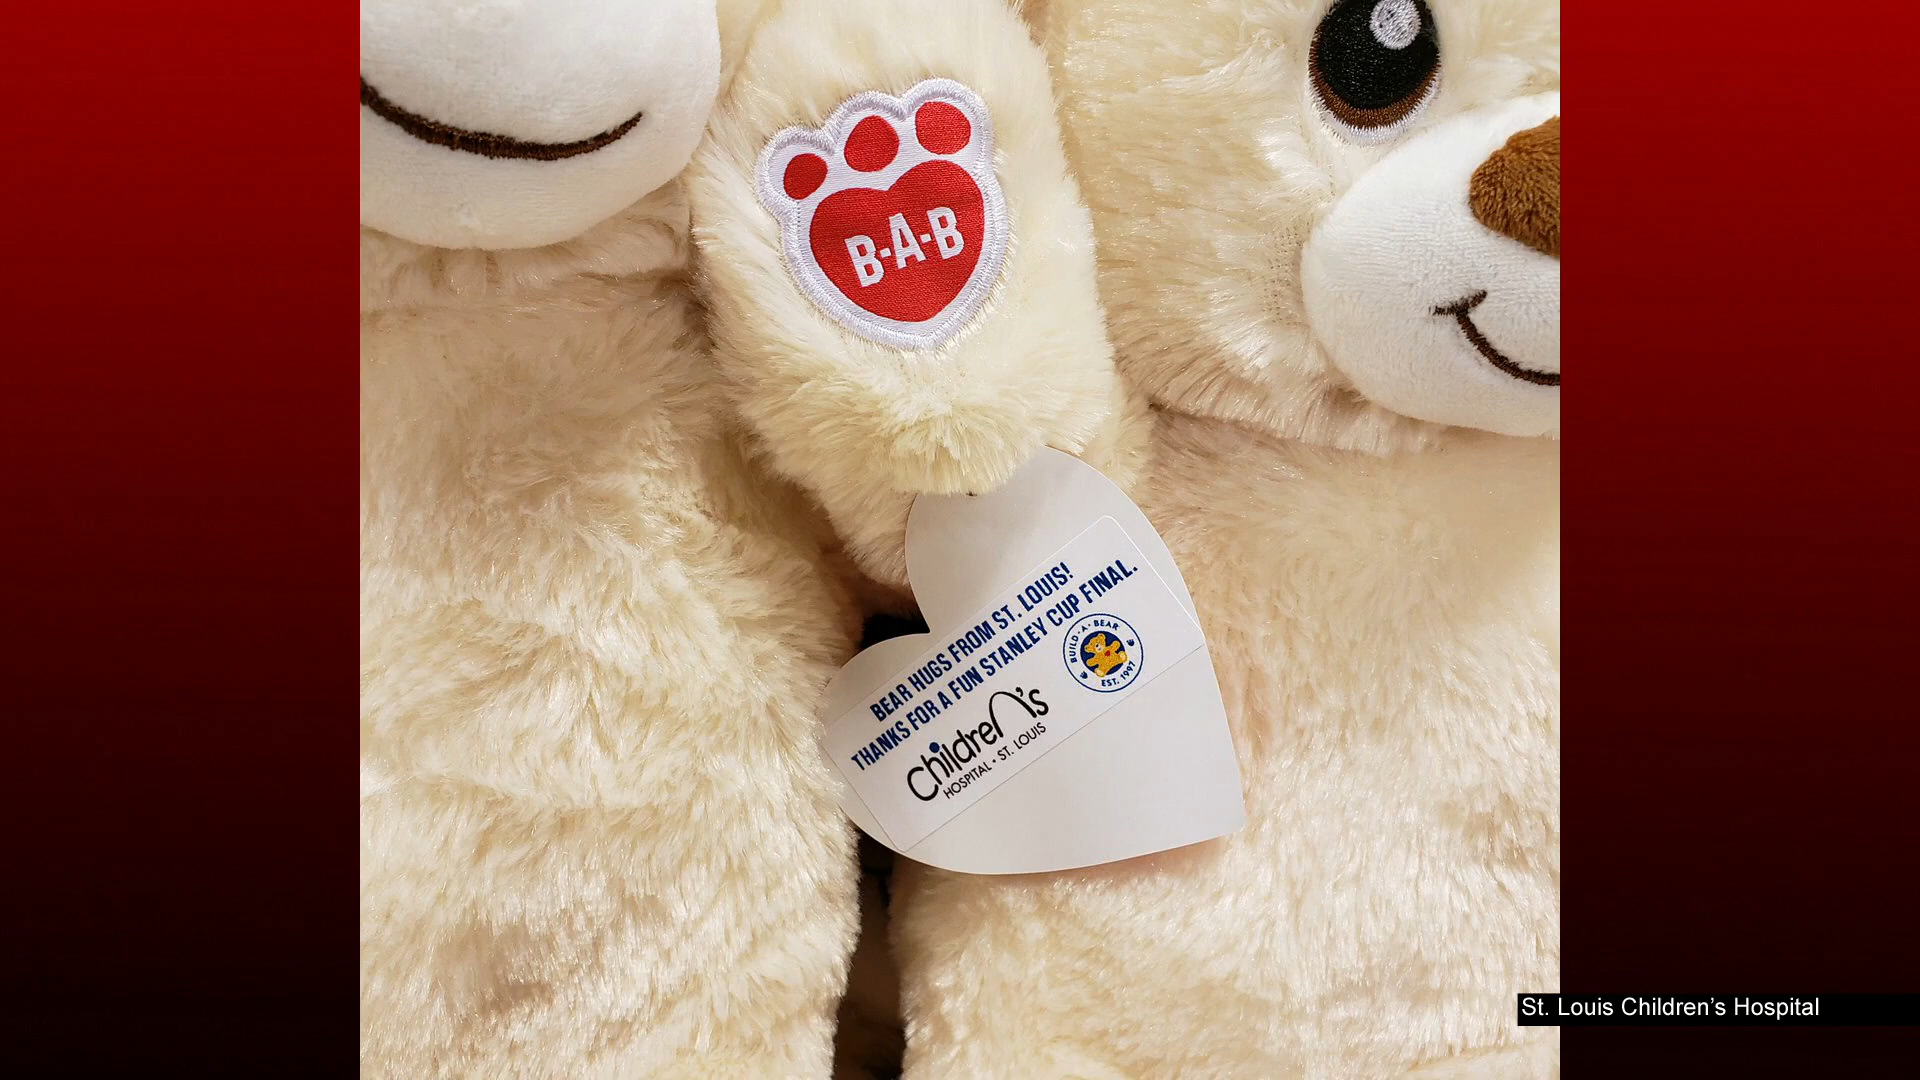 B-A-B
BEAR HUGS FROM ST. LOUIS!
THANKS FOR A FUN STANLEY CUP FINAL.
BUILD·A·BEAR
EST. 1997
Children's
HOSPITAL • ST. LOUIS
St. Louis Children’s Hospital